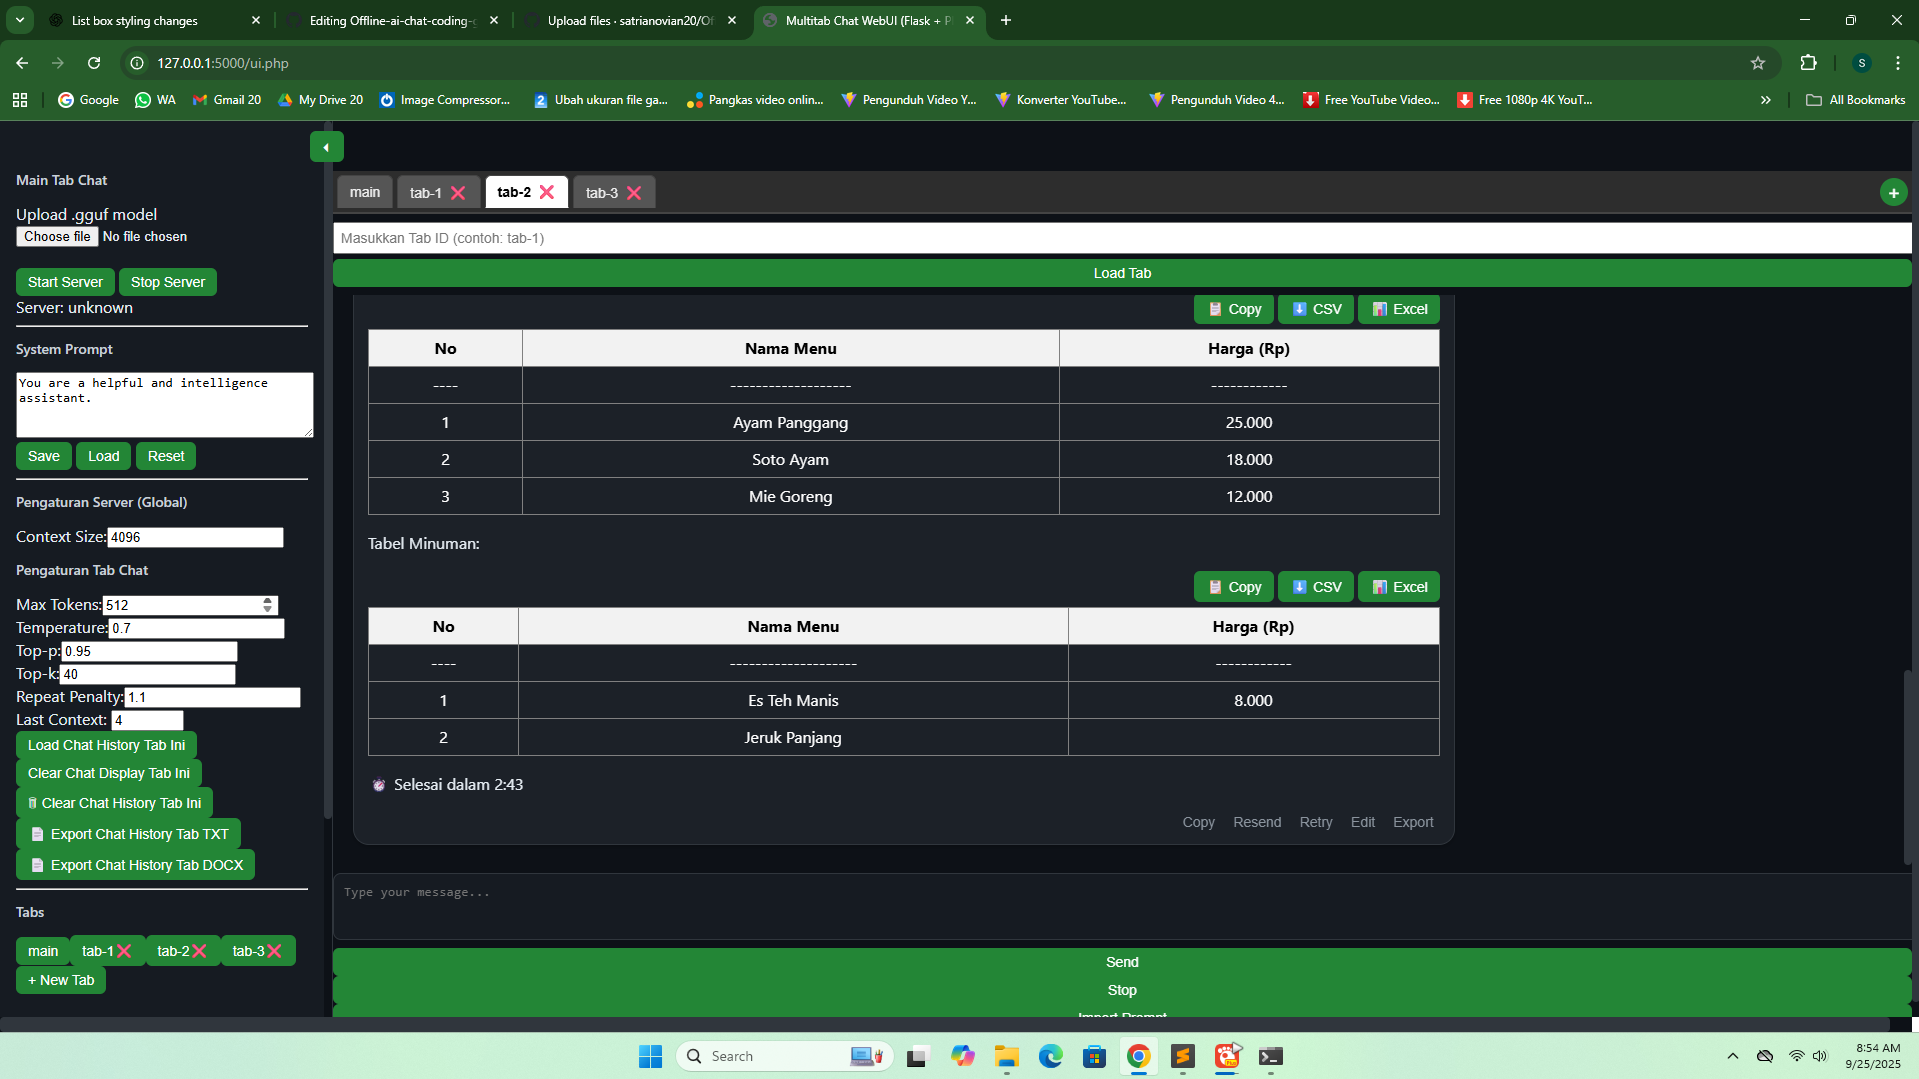 List box styling changes
Editing Offline-ai-chat-coding-g
Upload files · satrianovian20/Of
Multitab Chat WebUI (Flask + P
127.0.0.1:5000/ui.php
S
Google
WA
Gmail 20
My Drive 20
Image Compressor...
Ubah ukuran file ga...
Pangkas video onlin...
Pengunduh Video Y...
Konverter YouTube...
Pengunduh Video 4...
Free YouTube Video...
Free 1080p 4K YouT...
All Bookmarks
Main Tab Chat
Upload .gguf model
Choose file No file chosen
Start Server Stop Server
Server: unknown
System Prompt
You are a helpful and intelligence
assistant.
Save Load Reset
Pengaturan Server (Global)
Context Size: 4096
Pengaturan Tab Chat
Max Tokens: 512
Temperature: 0.7
Top-p: 0.95
Top-k: 40
Repeat Penalty: 1.1
Last Context: 4
Load Chat History Tab Ini
Clear Chat Display Tab Ini
Clear Chat History Tab Ini
Export Chat History Tab TXT
Export Chat History Tab DOCX
Tabs
main tab-1 tab-2 tab-3
+ New Tab
main tab-1 tab-2 tab-3 +
Masukkan Tab ID (contoh: tab-1)
Load Tab
Copy CSV Excel
No Nama Menu Harga (Rp)
---- ------------------- ------------
1 Ayam Panggang 25.000
2 Soto Ayam 18.000
3 Mie Goreng 12.000
Tabel Minuman:
Copy CSV Excel
No Nama Menu Harga (Rp)
---- -------------------- ------------
1 Es Teh Manis 8.000
2 Jeruk Panjang
Selesai dalam 2:43
Copy Resend Retry Edit Export
Type your message...
Send
Stop
Import Prompt
Search
8:54 AM
9/25/2025